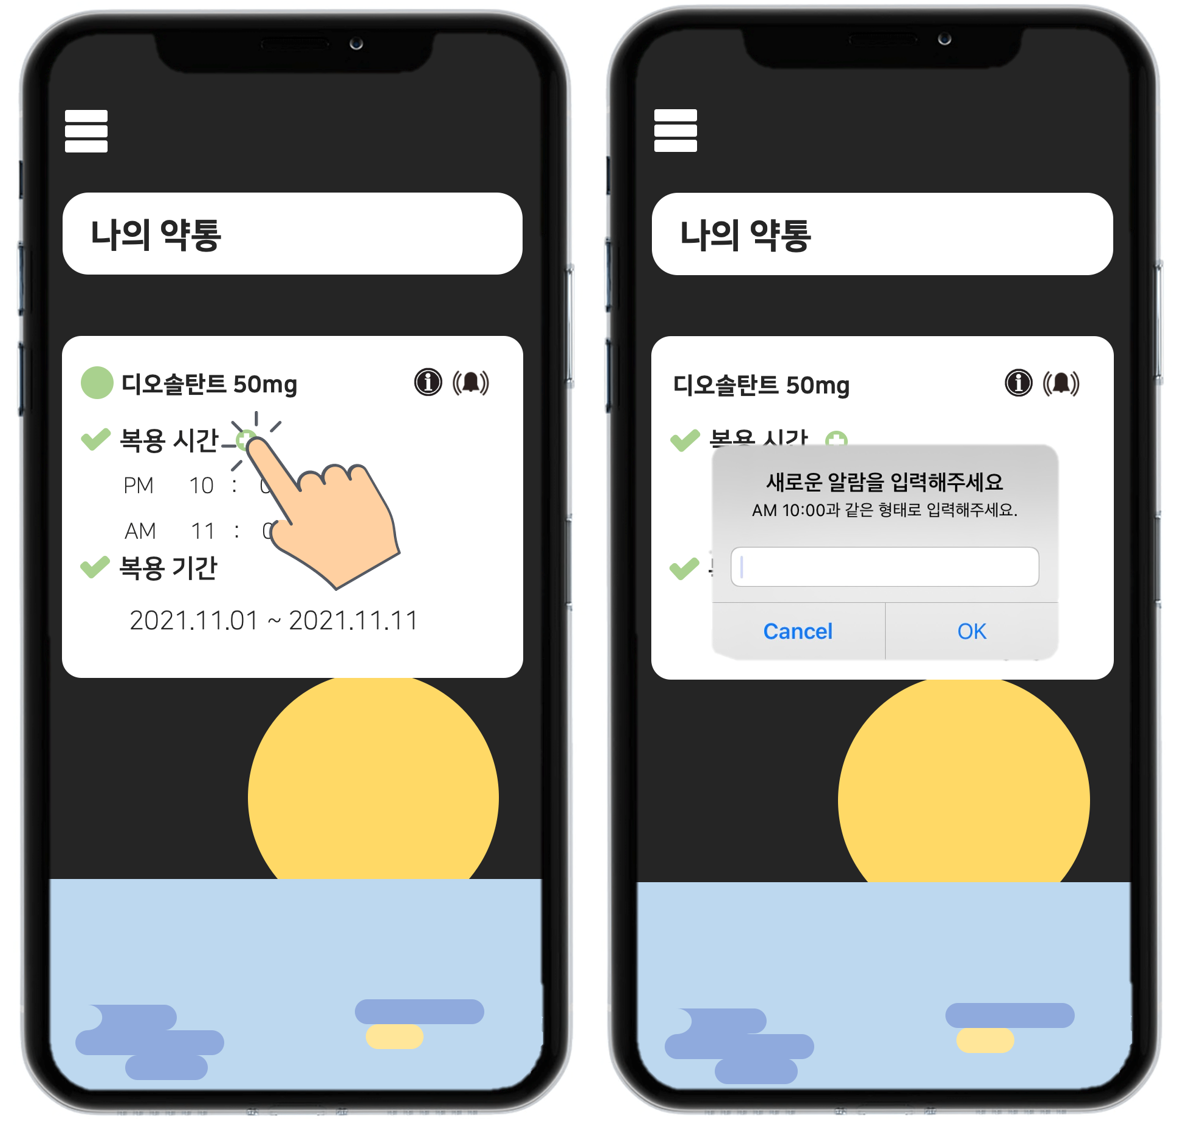 나의 약통
디오솔탄트 50mg
복용 시간
PM 10 :
AM 11 :
복용 기간
2021.11.01 ~ 2021.11.11
나의 약통
디오솔탄트 50mg
복용 시간
새로운 알람을 입력해주세요
AM 10:00과 같은 형태로 입력해주세요.
Cancel OK